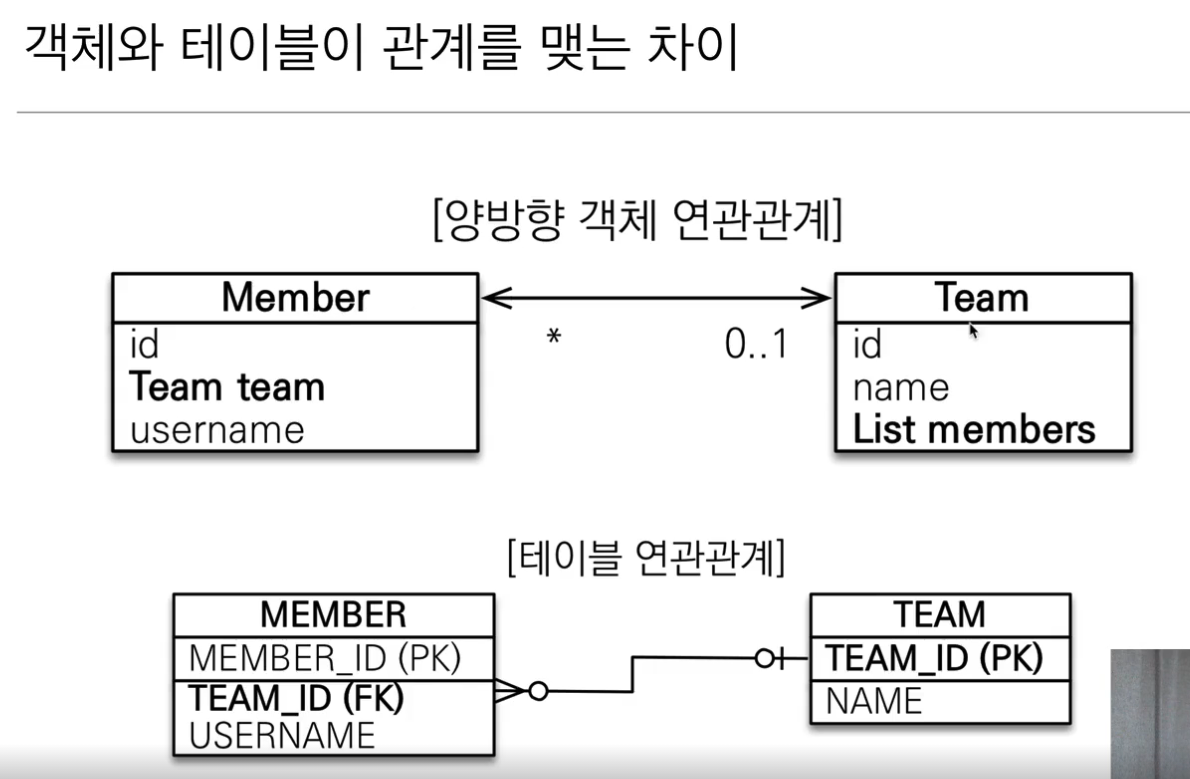 객체와 테이블이 관계를 맺는 차이
[양방향 객체 연관관계]
Member
id
Team team
username
*
0..1
Team
id
name
List members
[테이블 연관관계]
MEMBER
MEMBER_ID (PK)
TEAM_ID (FK)
USERNAME
TEAM
TEAM_ID (PK)
NAME